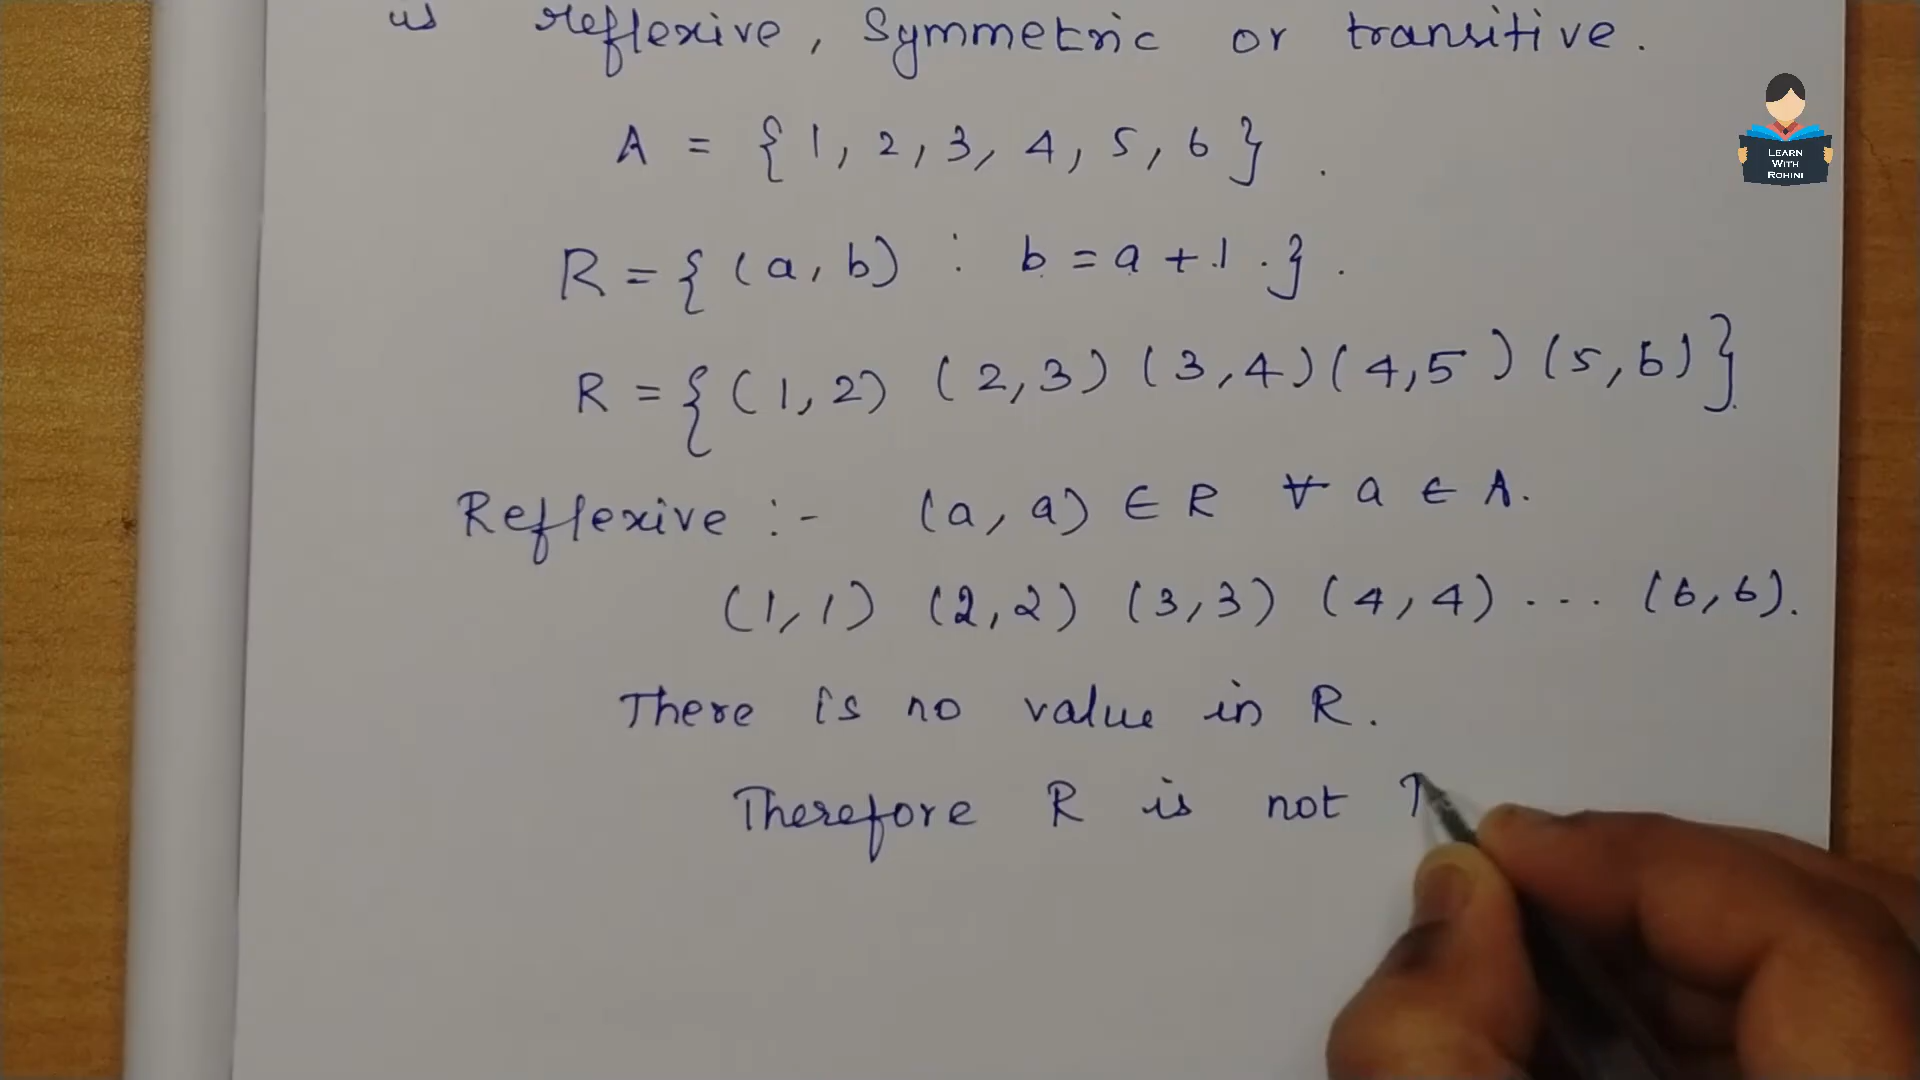 is reflexive, Symmetric or transitive.
A = {1, 2, 3, 4, 5, 6}.
LEARN
WITH
ROHINI
R = {(a, b) : b = a + 1.}.
R = {(1, 2) (2, 3) (3, 4) (4, 5) (5, 6)}
Reflexive :- (a, a) ∈ R ∀ a ∈ A.
(1, 1) (2, 2) (3, 3) (4, 4) ... (6, 6).
There is no value in R.
Therefore R is not r